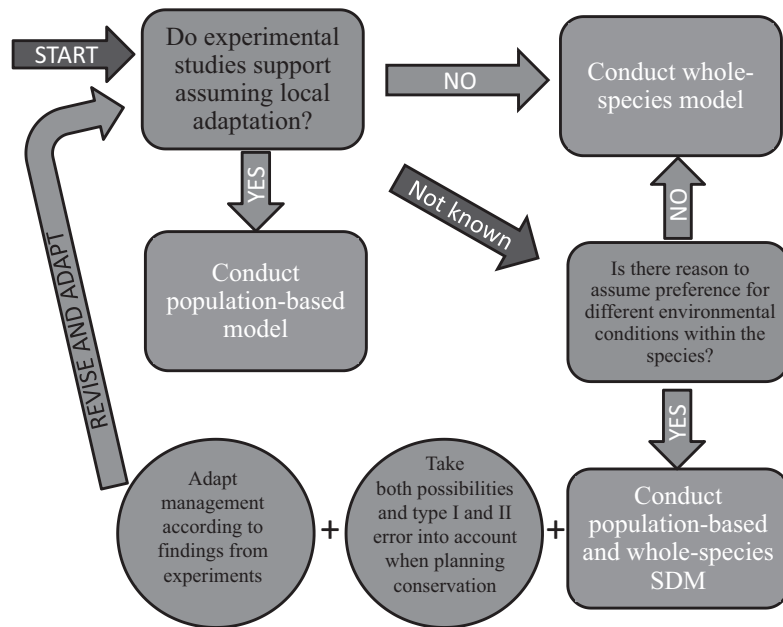 START
Do experimental
studies support
assuming local
adaptation?
NO
Conduct whole-
species model
YES
Not known
NO
Conduct
population-based
model
Is there reason to
assume preference for
different environmental
conditions within the
species?
REVISE AND ADAPT
YES
Adapt
management
according to
findings from
experiments
+
Take
both possibilities
and type I and II
error into account
when planning
conservation
+
Conduct
population-based
and whole-species
SDM